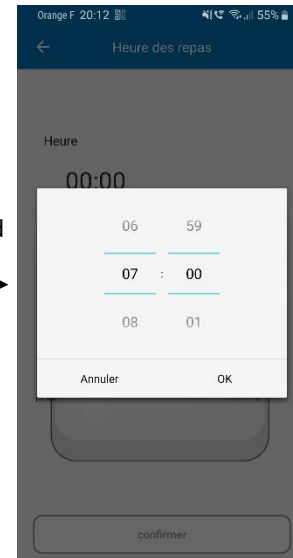 Orange F 20:12 55%
Heure des repas
Heure
00:00
06 59
07 : 00
08 01
Annuler OK
confirmer